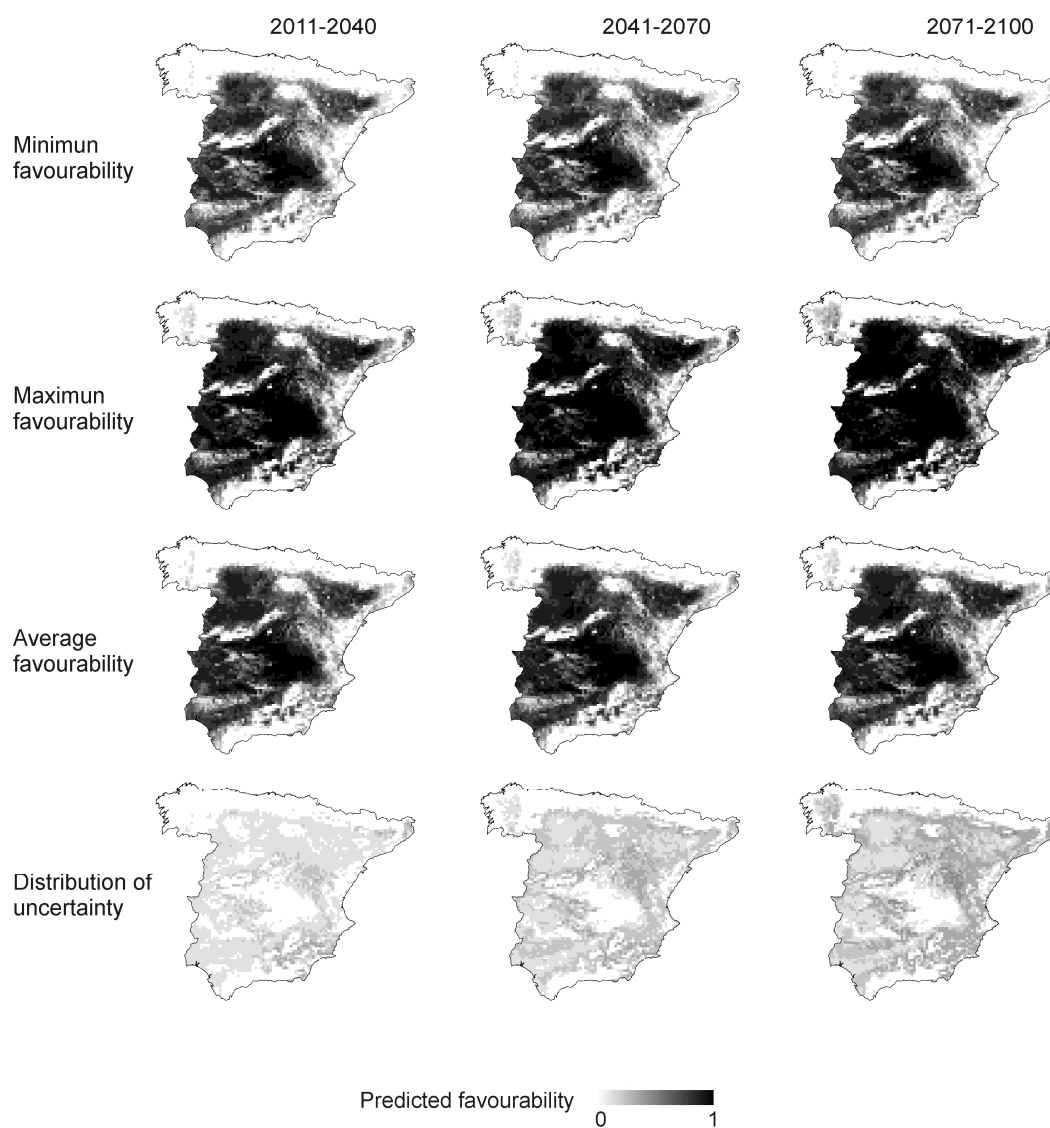 2011-2040 2041-2070 2071-2100
Minimun
favourability
Maximun
favourability
Average
favourability
Distribution of
uncertainty
Predicted favourability
0 1